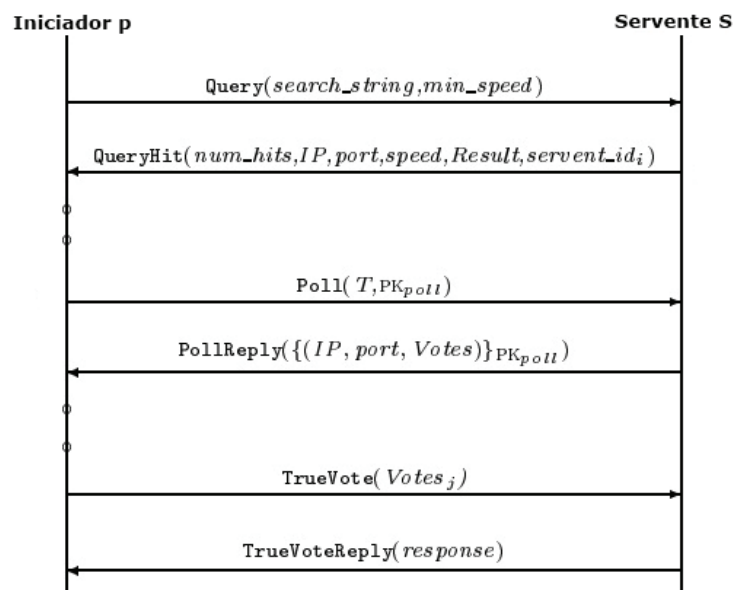 Iniciador p Servente S
Query(search_string,min_speed)
QueryHit(num_hits,IP,port,speed,Result,servent_id_i)
Poll(T,PK_poll)
PollReply({(IP, port, Votes)}_PK_poll)
TrueVote(Votes_j)
TrueVoteReply(response)